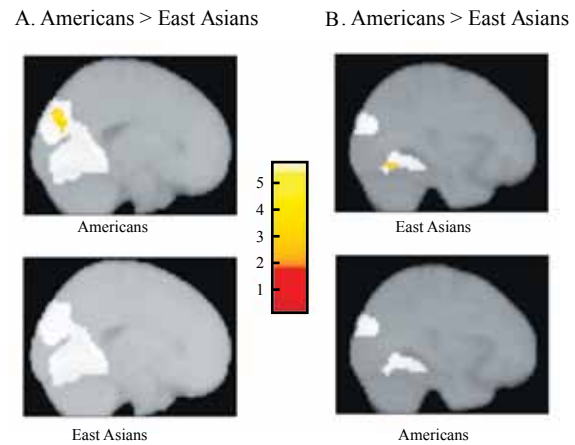 A. Americans > East Asians
B. Americans > East Asians
Americans
East Asians
5
4
3
2
1
East Asians
Americans